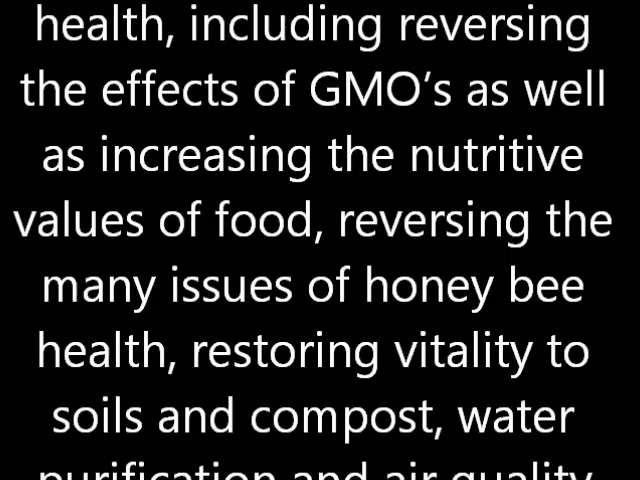 health, including reversing
the effects of GMO’s as well
as increasing the nutritive
values of food, reversing the
many issues of honey bee
health, restoring vitality to
soils and compost, water
purification and air quality